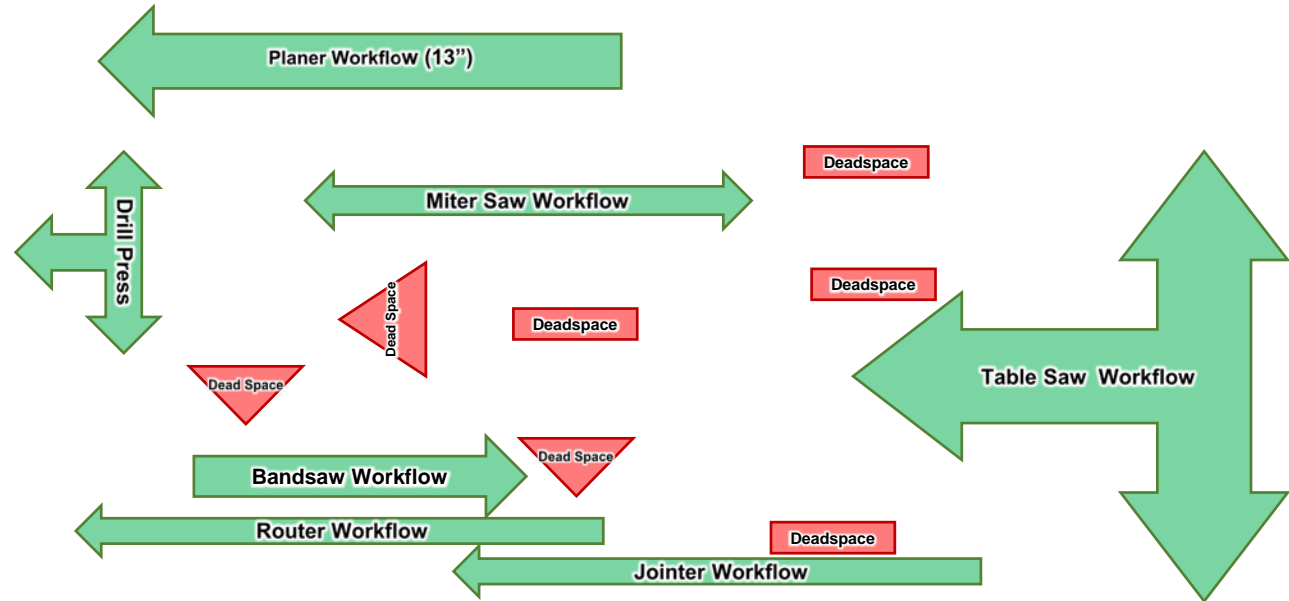 Planer Workflow (13”)
Deadspace
Miter Saw Workflow
Drill Press
Deadspace
Dead Space
Deadspace
Table Saw  Workflow
Dead Space
Dead Space
Bandsaw Workflow
Router Workflow
Deadspace
Jointer Workflow